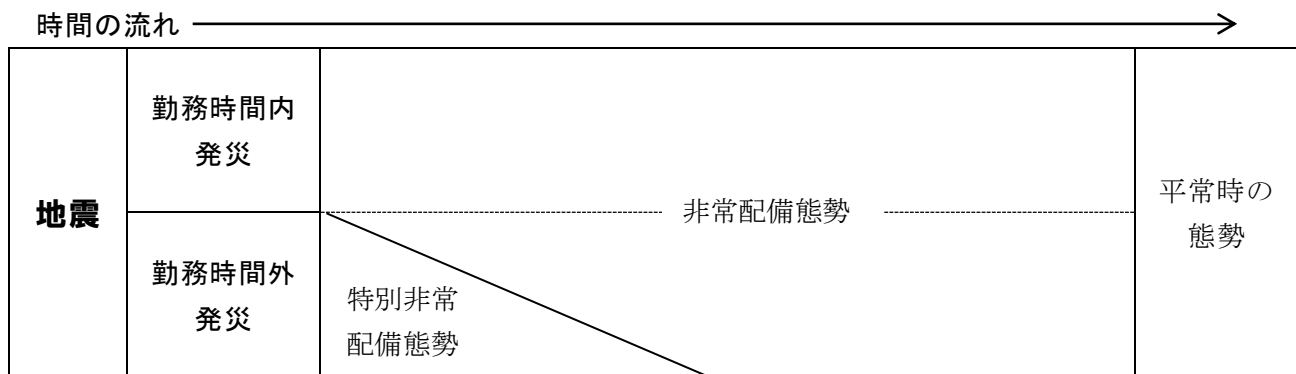 時間の流れ
地震
勤務時間内
発災
勤務時間外
発災
特別非常
配備態勢
非常配備態勢
平常時の
態勢